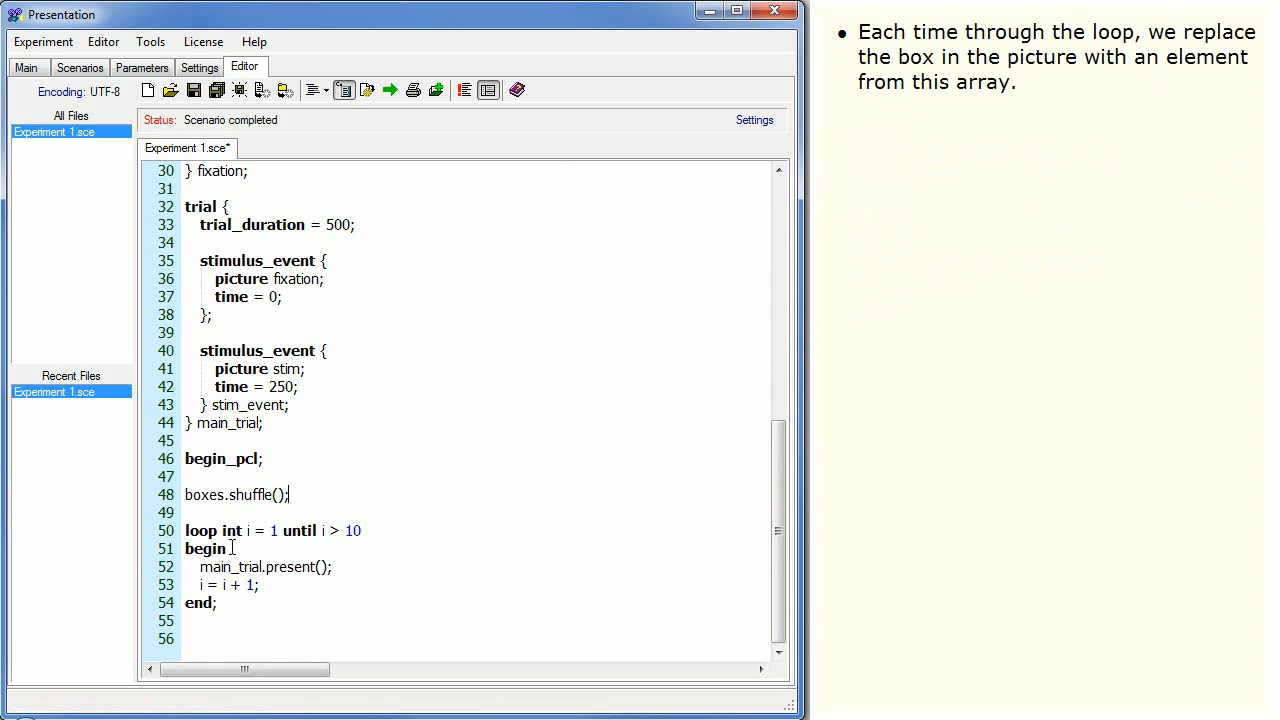 Presentation
Experiment Editor Tools License Help
Main Scenarios Parameters Settings Editor
Encoding: UTF-8
All Files
Experiment 1.sce
Recent Files
Experiment 1.sce
Status: Scenario completed Settings
Experiment 1.sce*
30 } fixation;
31
32 trial {
33 trial_duration = 500;
34
35 stimulus_event {
36 picture fixation;
37 time = 0;
38 };
39
40 stimulus_event {
41 picture stim;
42 time = 250;
43 } stim_event;
44 } main_trial;
45
46 begin_pcl;
47
48 boxes.shuffle();
49
50 loop int i = 1 until i > 10
51 begin
52 main_trial.present();
53 i = i + 1;
54 end;
55
56
• Each time through the loop, we replace
the box in the picture with an element
from this array.